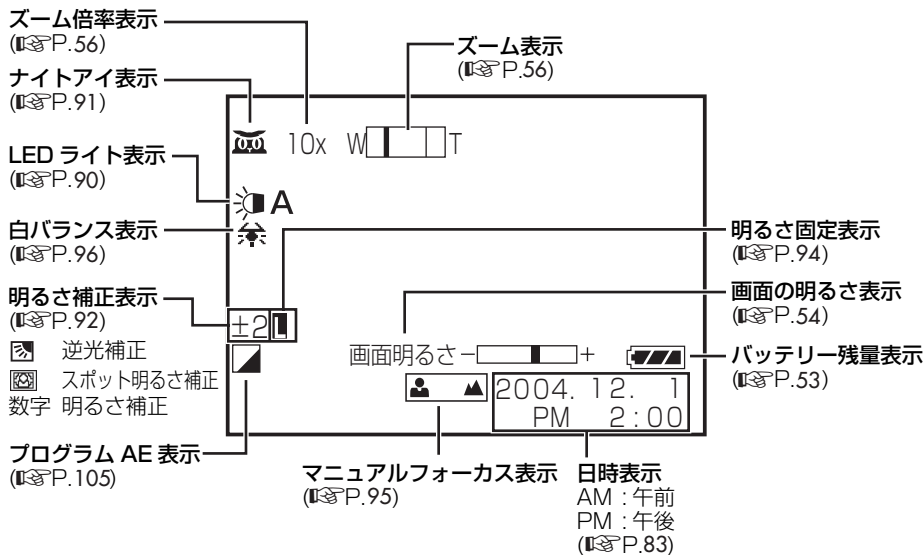 ズーム倍率表示
(☞P.56)
ズーム表示
(☞P.56)
ナイトアイ表示
(☞P.91)
LED ライト表示
(☞P.90)
白バランス表示
(☞P.96)
明るさ補正表示
(☞P.92)
逆光補正
スポット明るさ補正
数字 明るさ補正
プログラム AE 表示
(☞P.105)
10x W T
A
±2
画面明るさ − +
2004. 12. 1
PM 2:00
明るさ固定表示
(☞P.94)
画面の明るさ表示
(☞P.54)
バッテリー残量表示
(☞P.53)
マニュアルフォーカス表示
(☞P.95)
日時表示
AM : 午前
PM : 午後
(☞P.83)